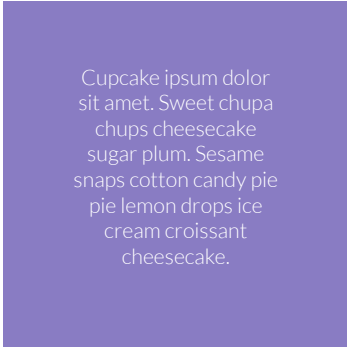 Cupcake ipsum dolor
sit amet. Sweet chupa
chups cheesecake
sugar plum. Sesame
snaps cotton candy pie
pie lemon drops ice
cream croissant
cheesecake.